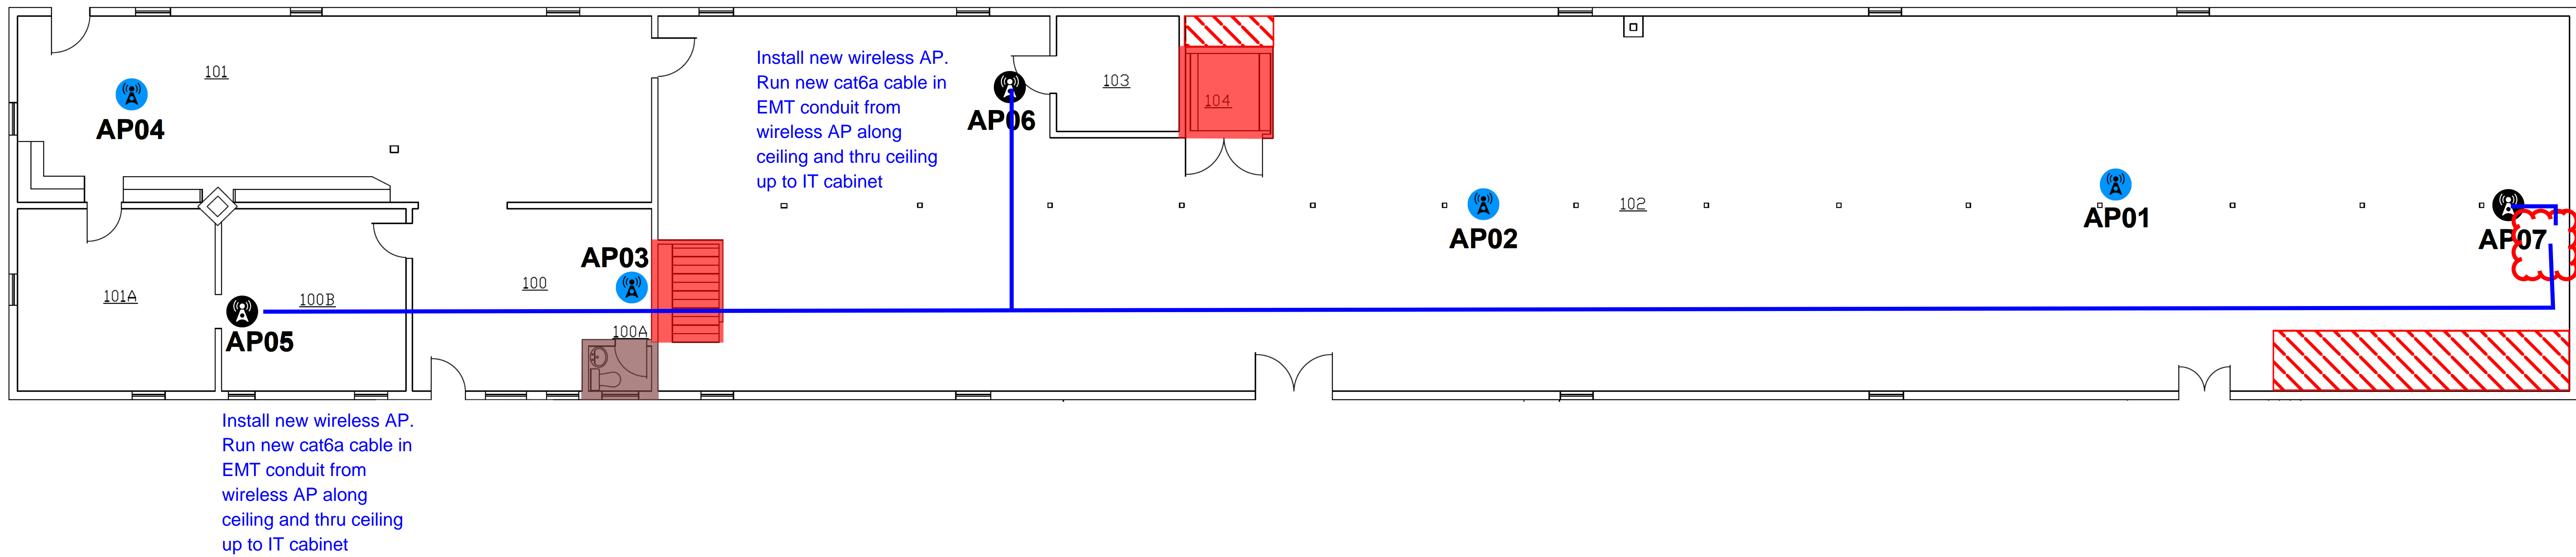 101
AP04
Install new wireless AP.
Run new cat6a cable in
EMT conduit from
wireless AP along
ceiling and thru ceiling
up to IT cabinet
AP06
103
104
102
AP02
AP01
AP07
AP03
100
101A
100B
AP05
100A
Install new wireless AP.
Run new cat6a cable in
EMT conduit from
wireless AP along
ceiling and thru ceiling
up to IT cabinet